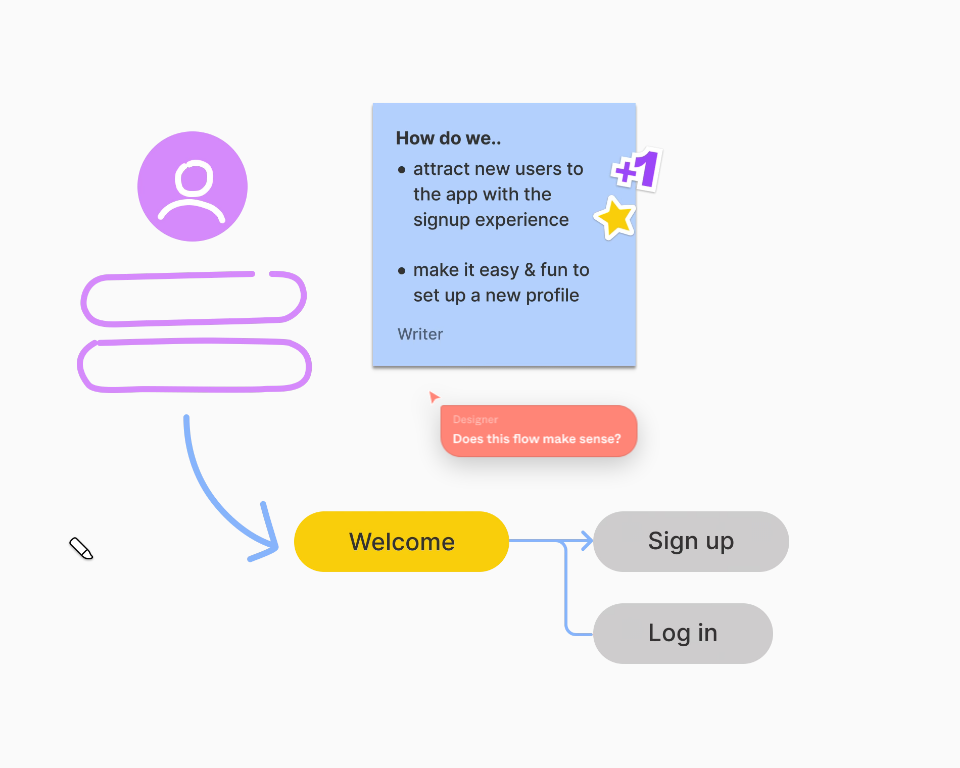 How do we..
• attract new users to
the app with the
signup experience
+1
• make it easy & fun to
set up a new profile
Writer
Designer
Does this flow make sense?
Welcome
Sign up
Log in